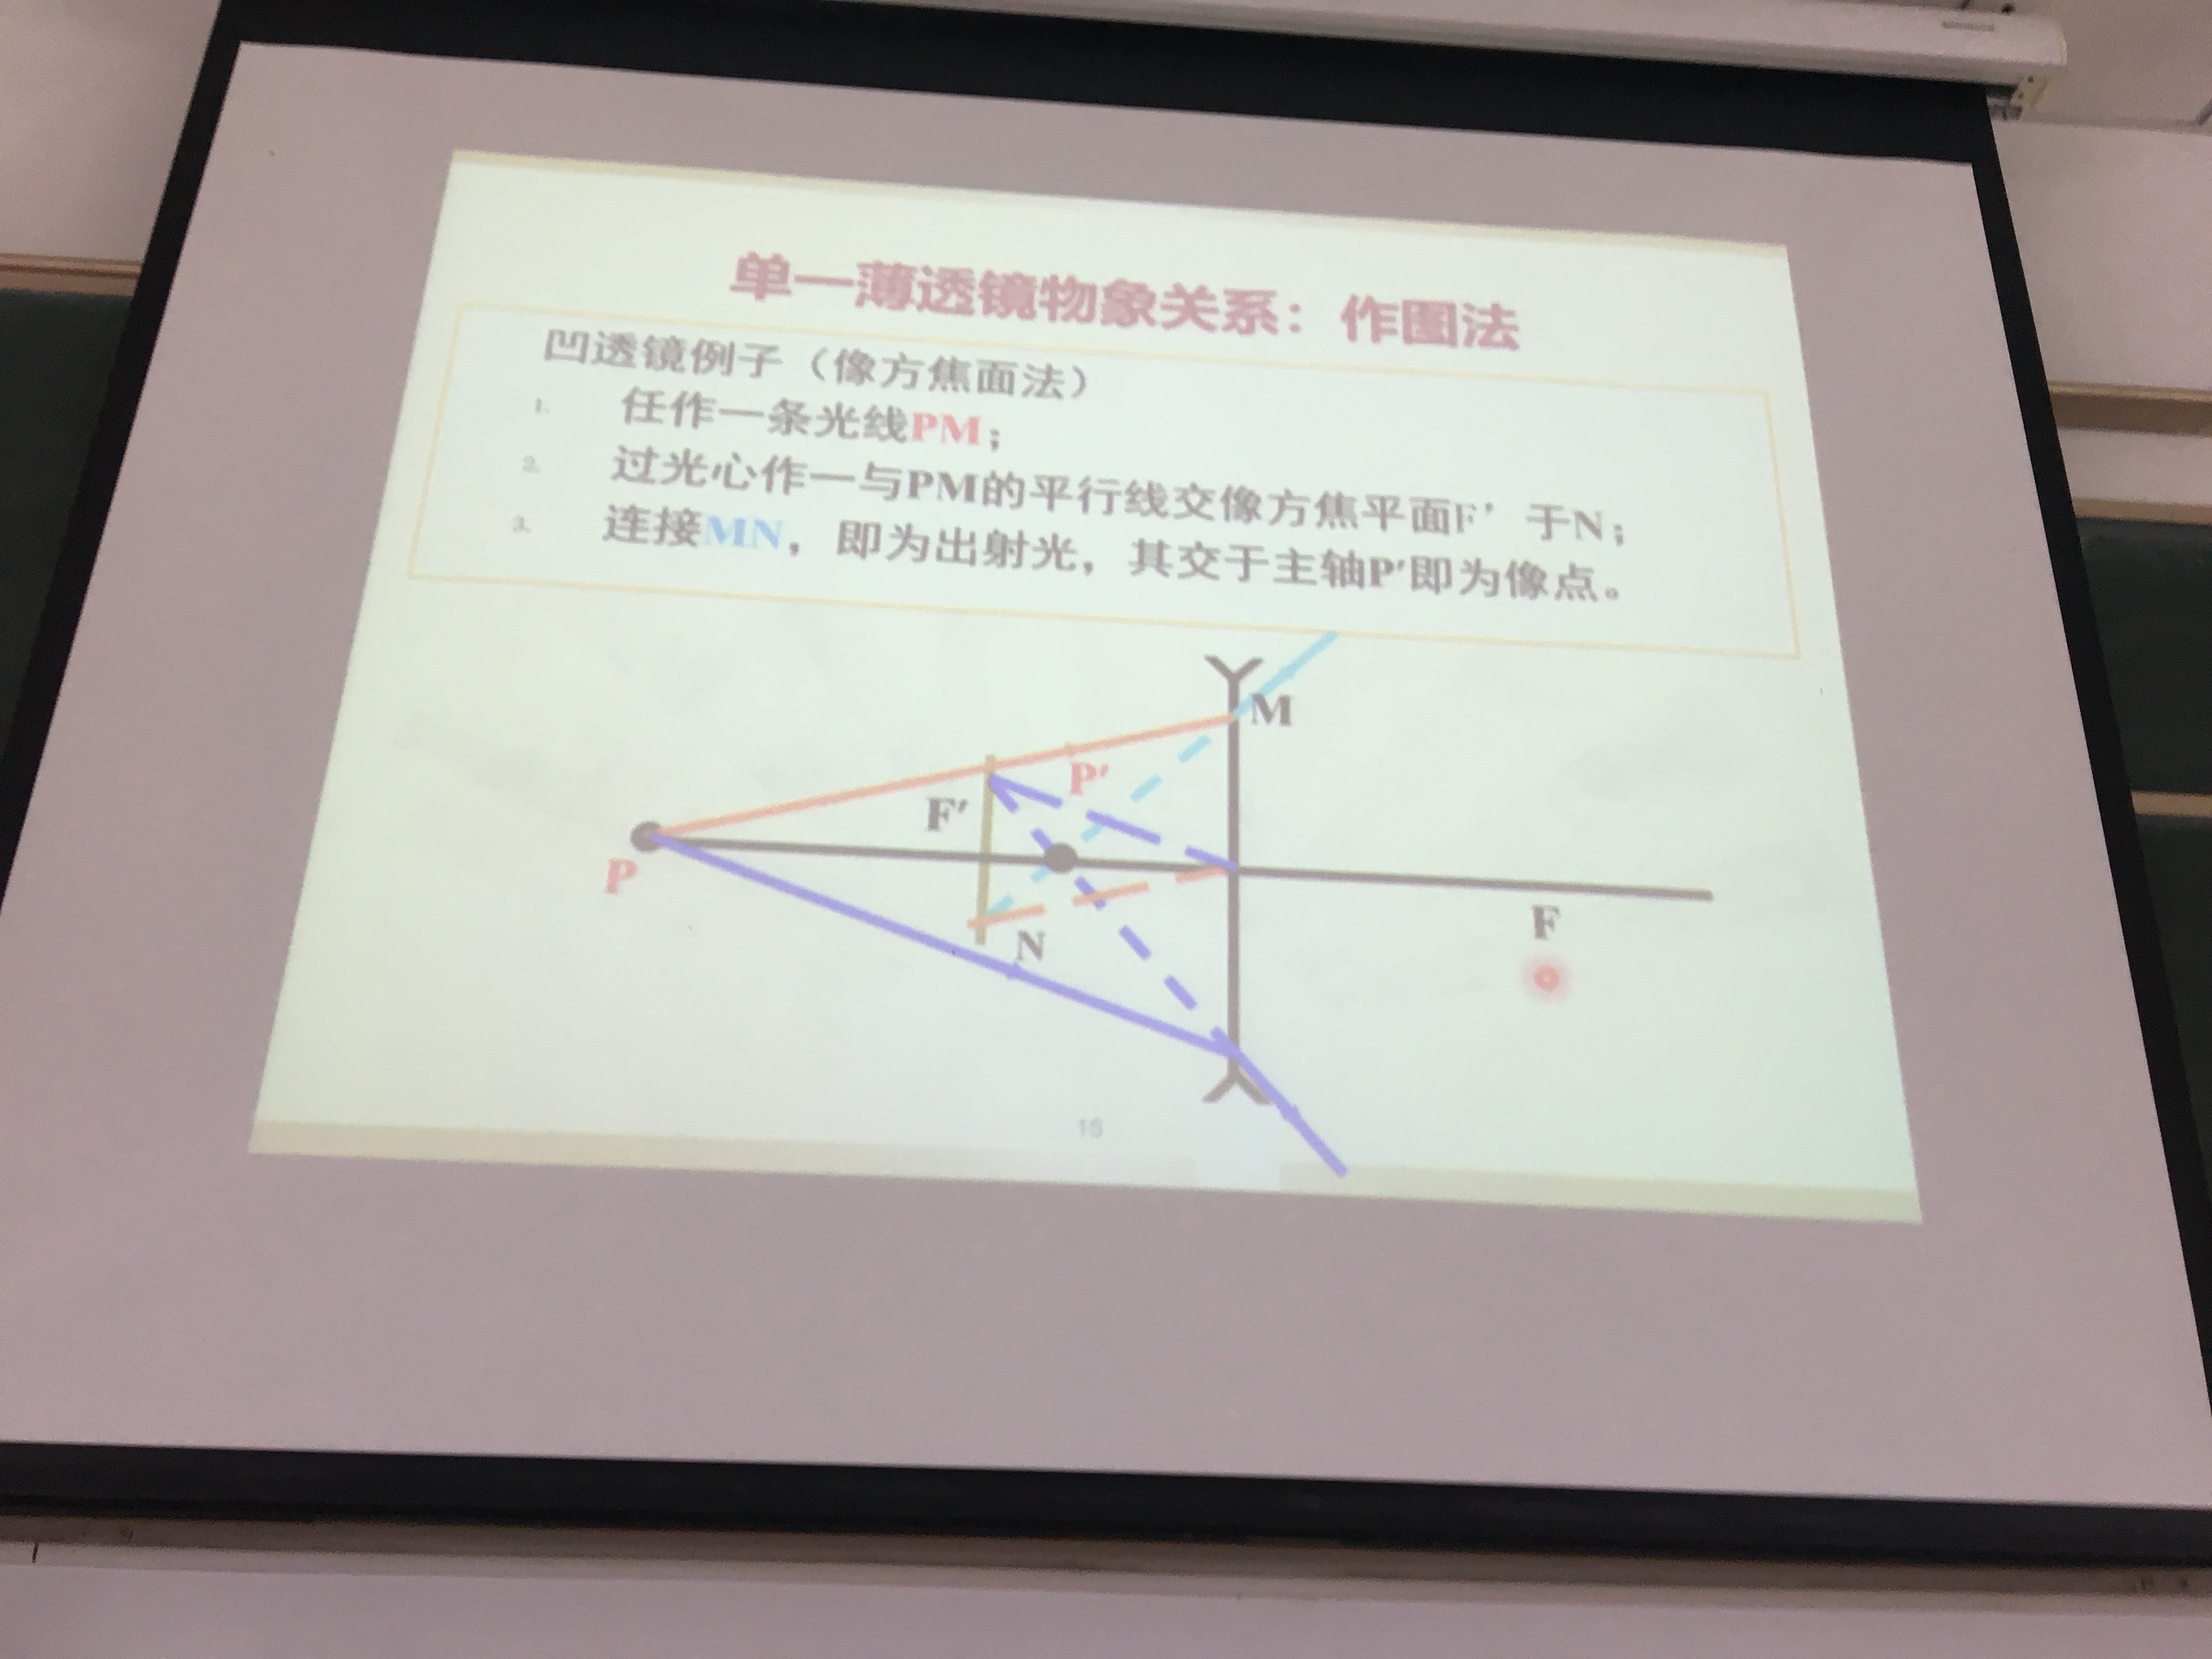 单一薄透镜物象关系：作图法
凹透镜例子（像方焦面法）
1. 任作一条光线PM；
2. 过光心作一与PM的平行线交像方焦平面F’于N；
3. 连接MN，即为出射光，其交于主轴P'即为像点。
M
P'
F'
P
F
N
15